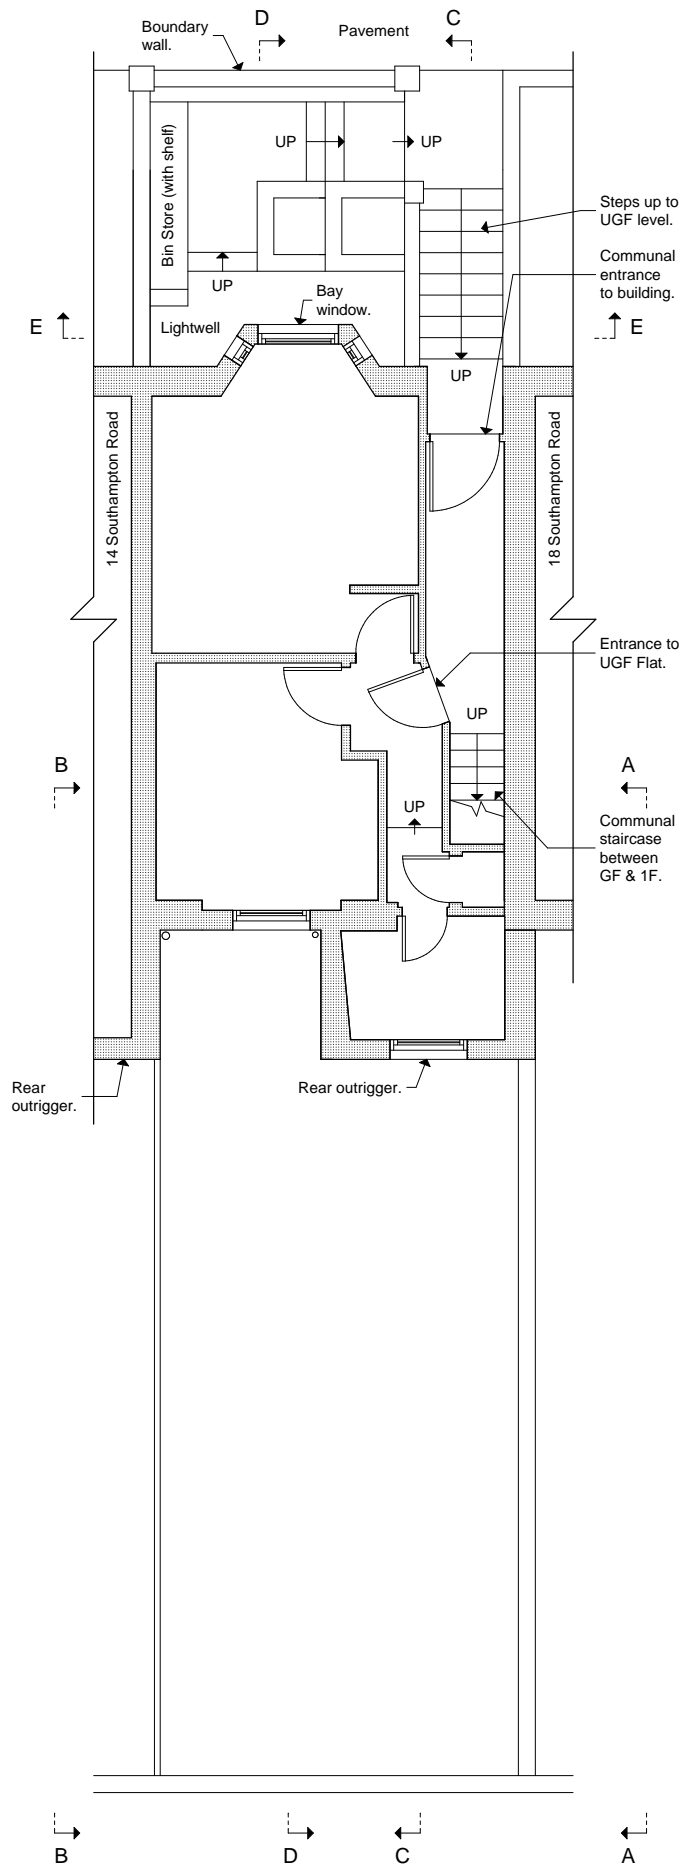 D
C
Boundary
wall.
Pavement
UP
UP
Bin Store (with shelf)
Steps up to
UGF level.
Communal
entrance
to building.
UP
Bay
window.
E
Lightwell
E
UP
14 Southampton Road
18 Southampton Road
Entrance to
UGF Flat.
UP
B
A
UP
Communal
staircase
between
GF & 1F.
Rear
outrigger.
Rear outrigger.
B
D
C
A